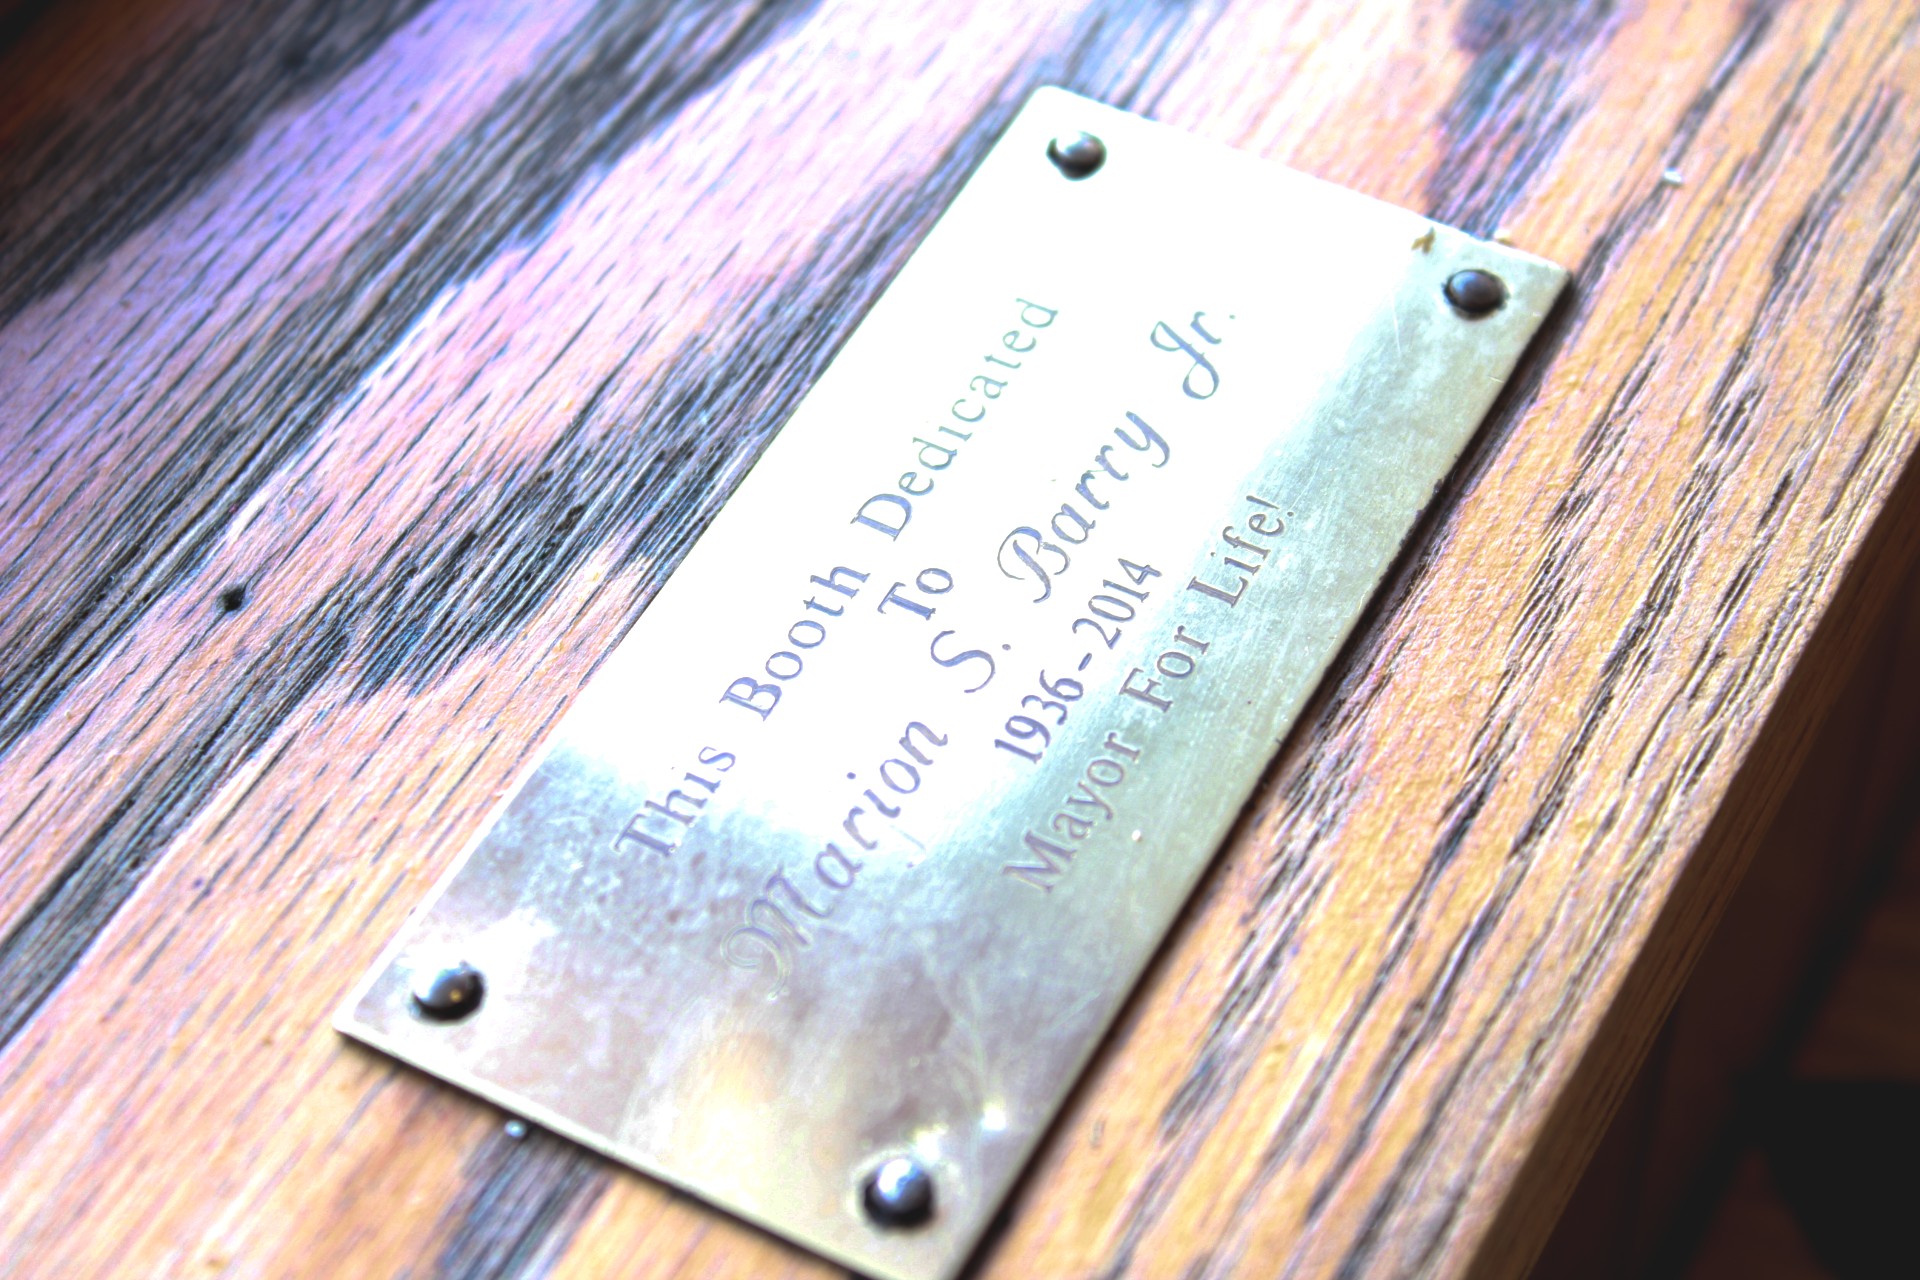 This Booth Dedicated
To
Marion S. Barry Jr.
1936-2014
Mayor For Life!